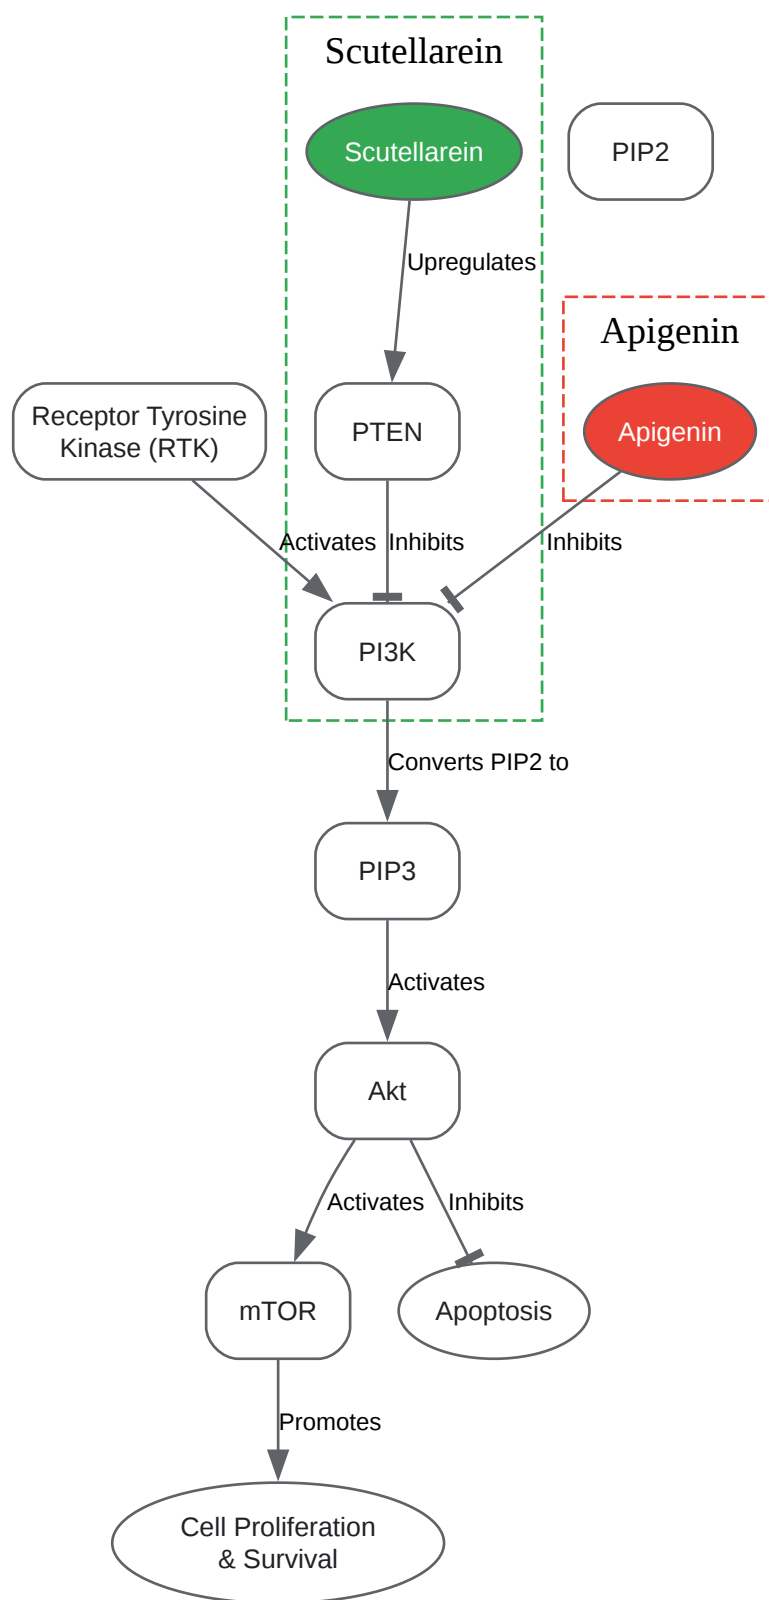 Scutellarein
Scutellarein
PIP2
Upregulates
Apigenin
Receptor Tyrosine
Kinase (RTK)
PTEN
Apigenin
Activates
Inhibits
Inhibits
PI3K
Converts PIP2 to
PIP3
Activates
Akt
Activates
Inhibits
mTOR
Apoptosis
Promotes
Cell Proliferation
& Survival